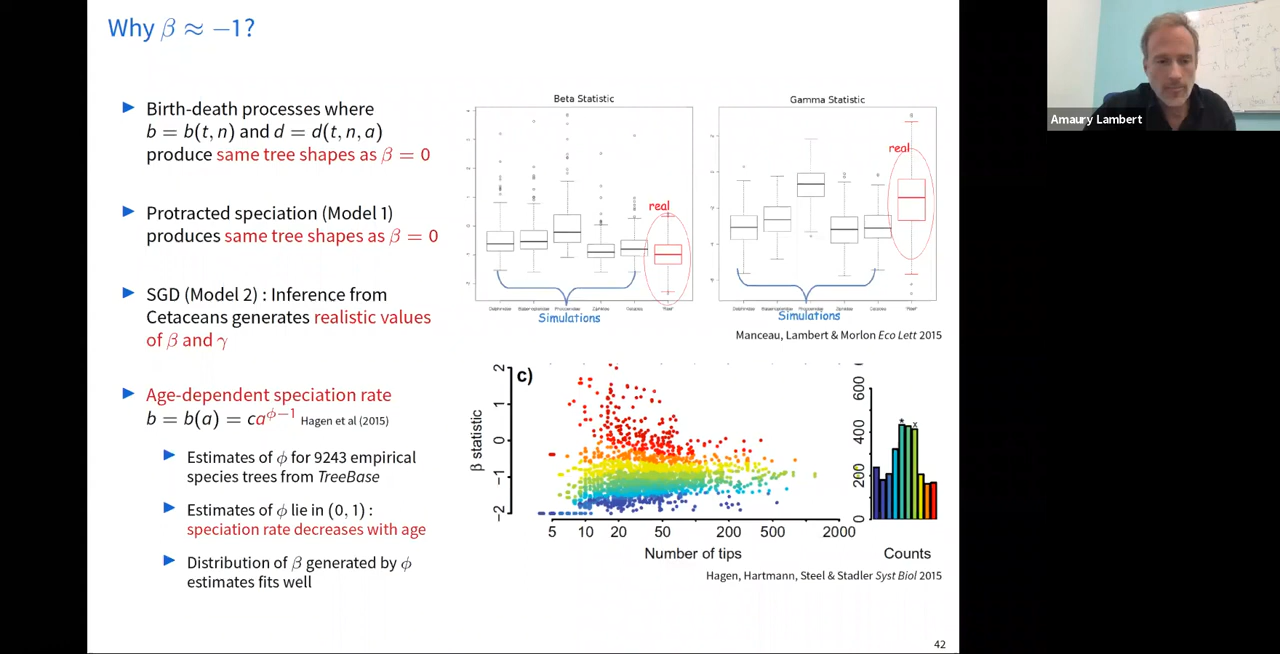 Why β ≈ −1?
Amaury Lambert
Birth-death processes where
b = b(t, n) and d = d(t, n, a)
produce same tree shapes as β = 0
Protracted speciation (Model 1)
produces same tree shapes as β = 0
SGD (Model 2) : Inference from
Cetaceans generates realistic values
of β and γ
Age-dependent speciation rate
b = b(a) = ca^{ϕ−1} Hagen et al (2015)
Estimates of ϕ for 9243 empirical
species trees from TreeBase
Estimates of ϕ lie in (0, 1) :
speciation rate decreases with age
Distribution of β generated by ϕ
estimates fits well
Beta Statistic
real
Simulations
Gamma Statistic
real
Simulations
Manceau, Lambert & Morlon Eco Lett 2015
c)
β statistic
2
1
0
−1
−2
5 10 20 50 200 500 2000
Number of tips
0 200 400 600
Counts
Hagen, Hartmann, Steel & Stadler Syst Biol 2015
42